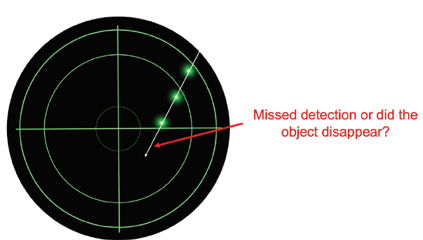 Missed detection or did the
object disappear?